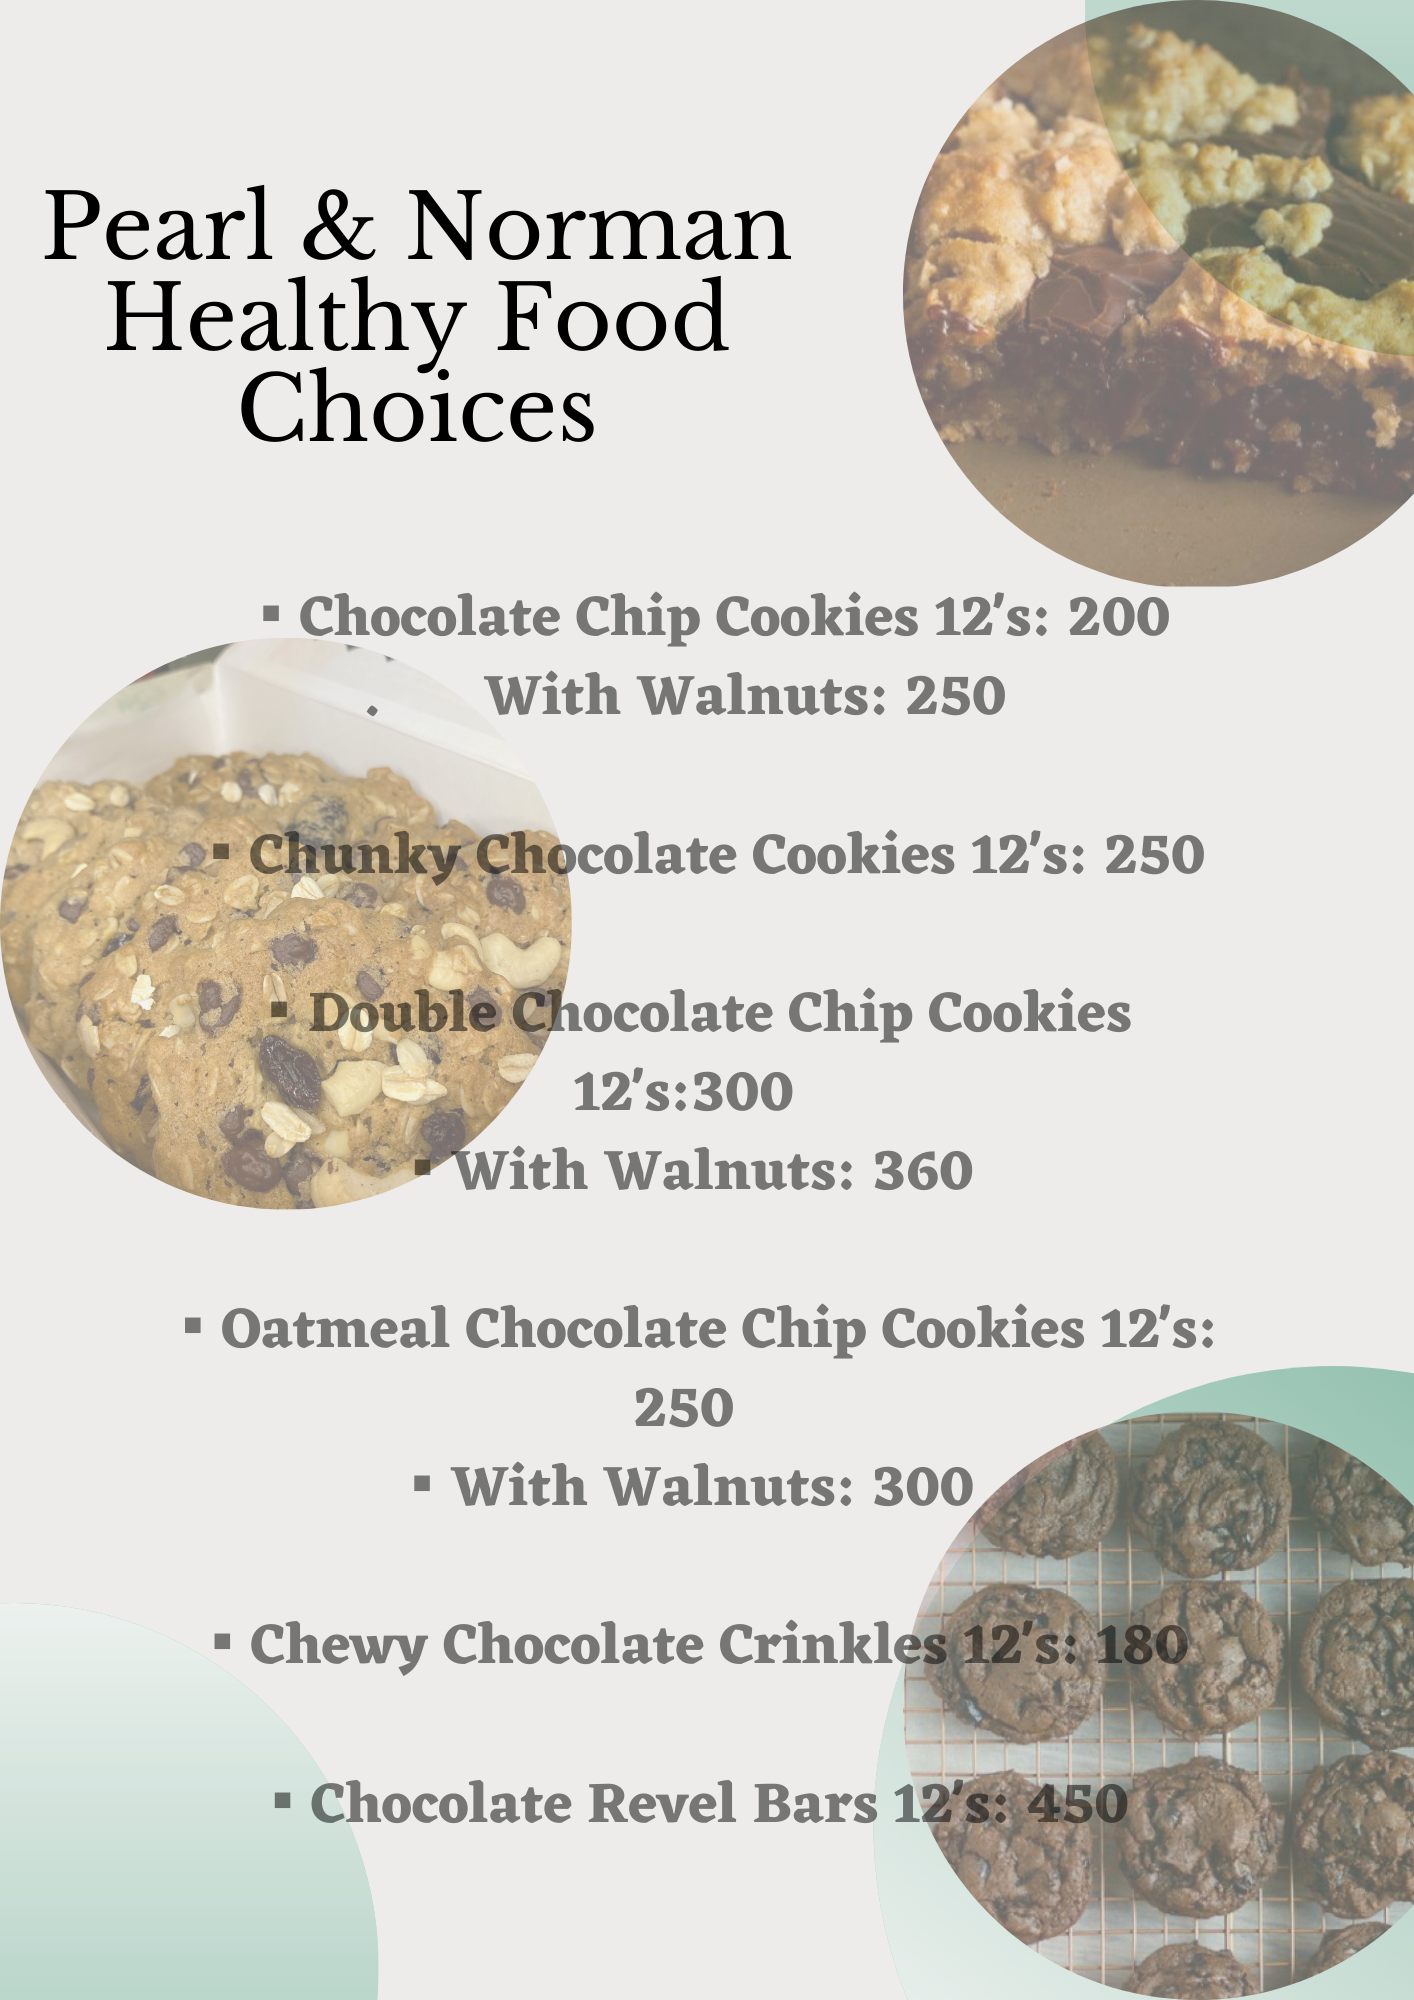 Pearl & Norman
Healthy Food
Choices
▪ Chocolate Chip Cookies 12's: 200
With Walnuts: 250
▪ Chunky Chocolate Cookies 12's: 250
▪ Double Chocolate Chip Cookies
12's:300
▪ With Walnuts: 360
▪ Oatmeal Chocolate Chip Cookies 12's:
250
▪ With Walnuts: 300
▪ Chewy Chocolate Crinkles 12's: 180
▪ Chocolate Revel Bars 12's: 450